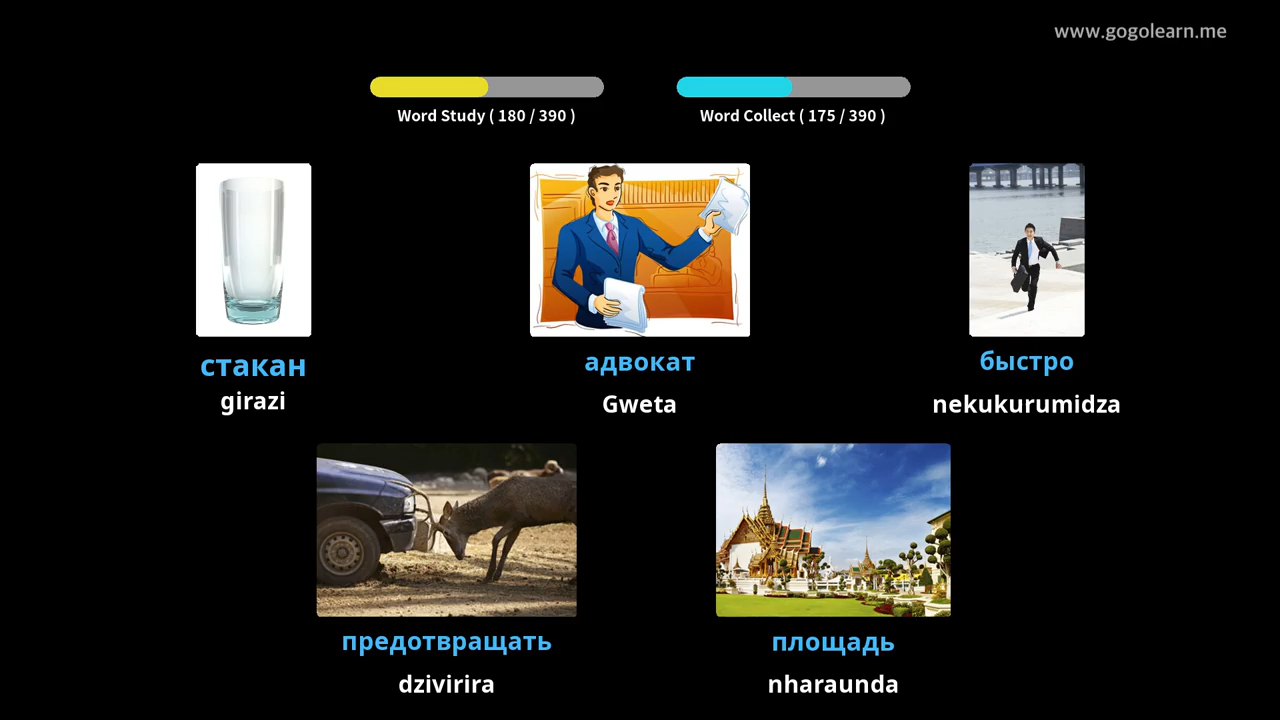 www.gogolearn.me
Word Study ( 180 / 390 )
Word Collect ( 175 / 390 )
стакан
girazi
адвокат
Gweta
быстро
nekukurumidza
предотвращать
dzivirira
площадь
nharaunda